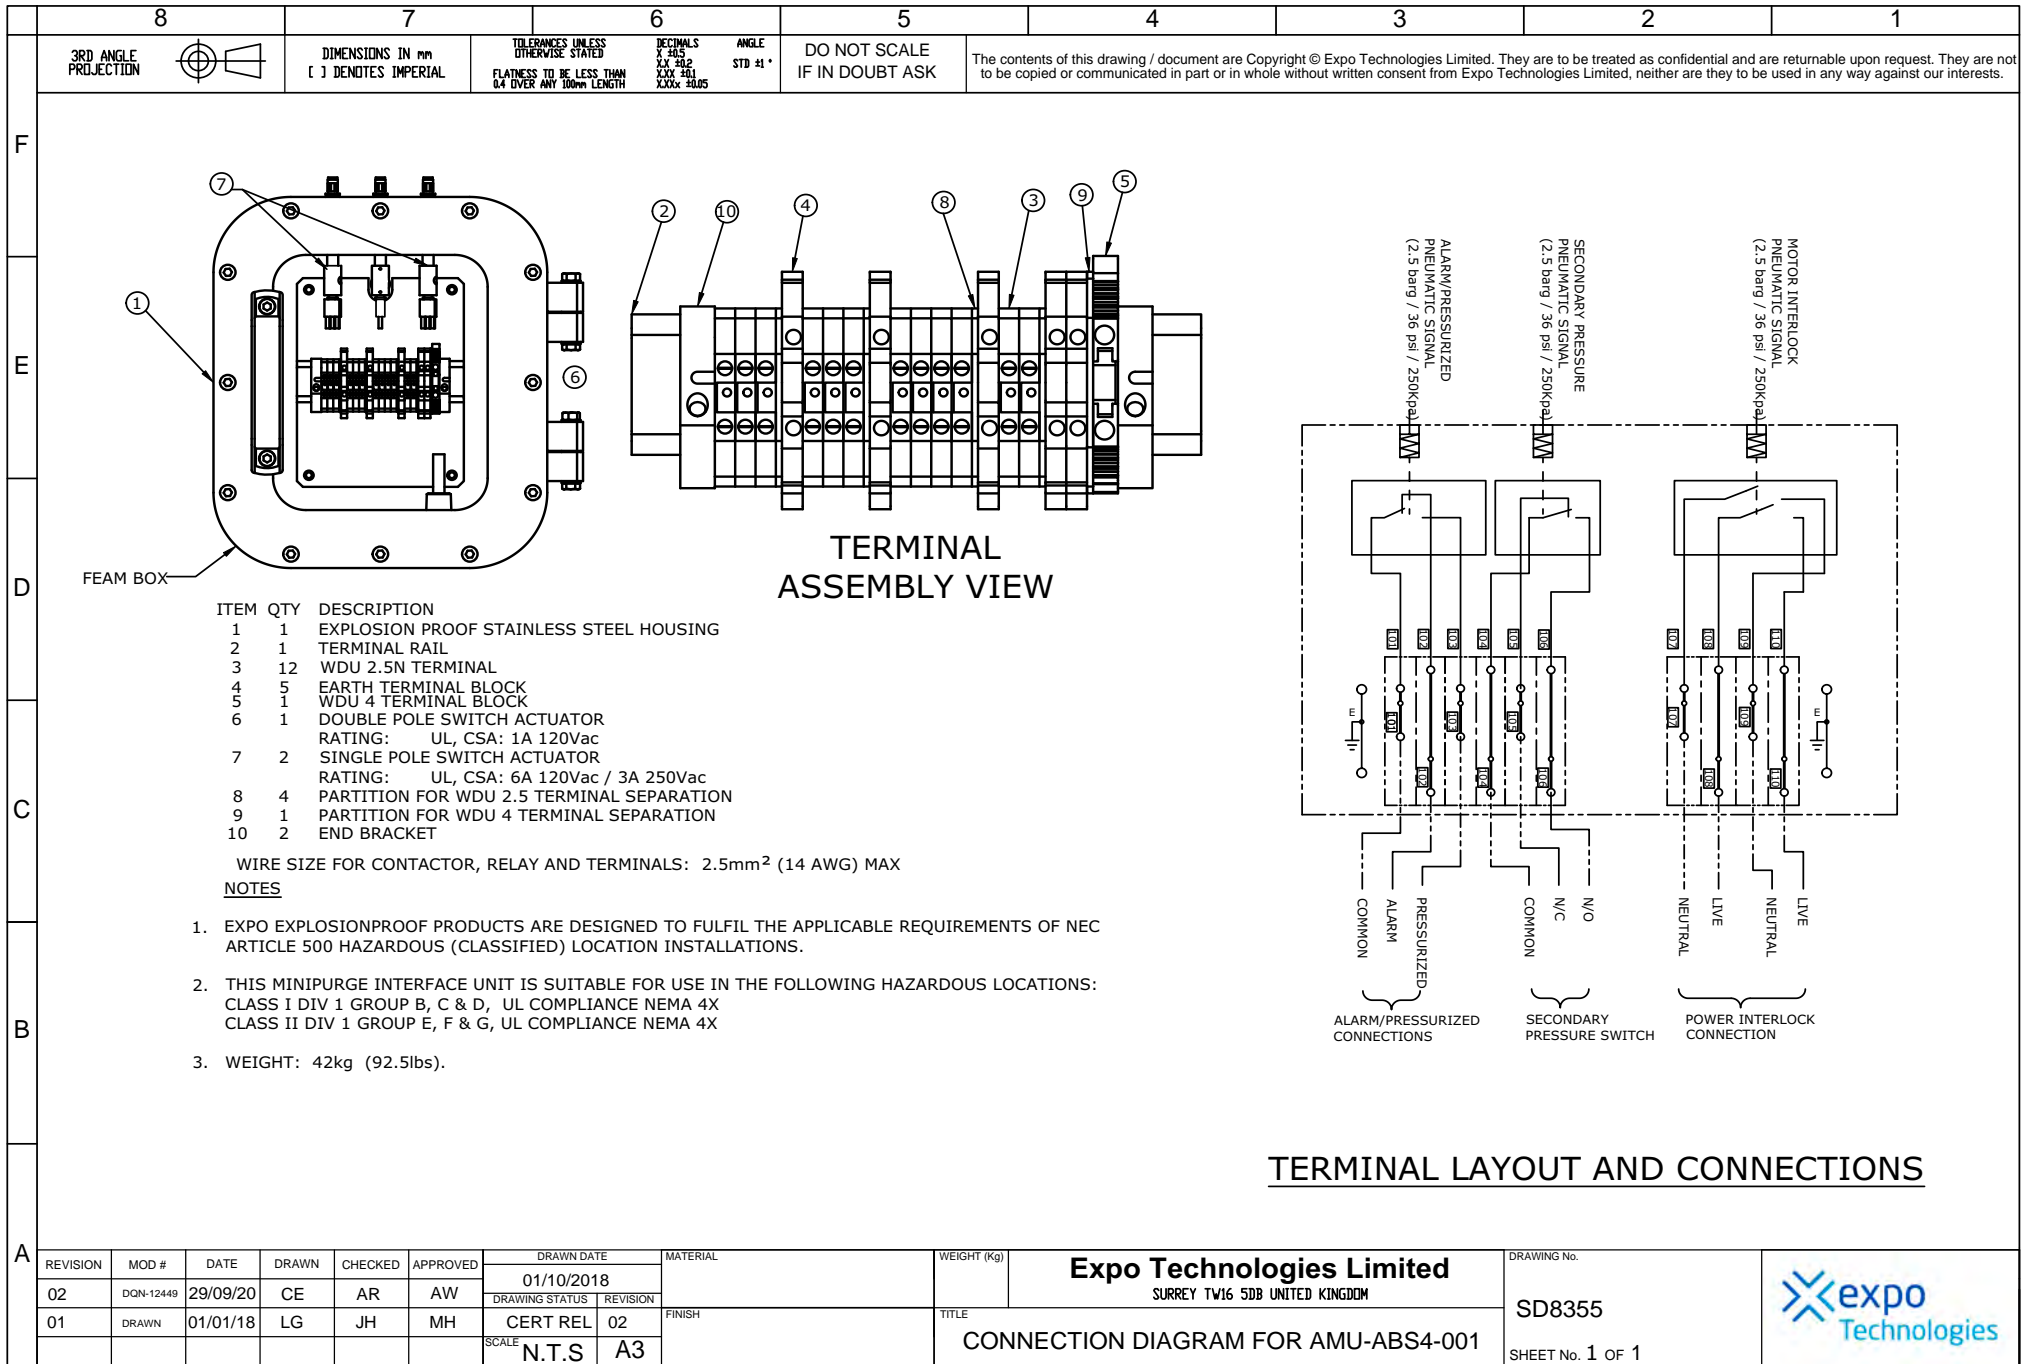 8 7 6 5 4 3 2 1
3RD ANGLE
PROJECTION
DIMENSIONS IN mm
[ ] DENOTES IMPERIAL
TOLERANCES UNLESS
OTHERWISE STATED
FLATNESS TO BE LESS THAN
0.4 OVER ANY 100mm LENGTH
DECIMALS
X ±0.5
X.X ±0.2
X.XX ±0.1
X.XXx ±0.05
ANGLE
STD ±1°
DO NOT SCALE
IF IN DOUBT ASK
The contents of this drawing / document are Copyright © Expo Technologies Limited. They are to be treated as confidential and are returnable upon request. They are not
to be copied or communicated in part or in whole without written consent from Expo Technologies Limited, neither are they to be used in any way against our interests.
F
E
D
C
B
A
7
1
6
FEAM BOX
2
10
4
8
3
9
5
TERMINAL
ASSEMBLY VIEW
ALARM/PRESSURIZED
PNEUMATIC SIGNAL
(2.5 barg / 36 psi / 250Kpa)
SECONDARY PRESSURE
PNEUMATIC SIGNAL
(2.5 barg / 36 psi / 250Kpa)
MOTOR INTERLOCK
PNEUMATIC SIGNAL
(2.5 barg / 36 psi / 250Kpa)
101 102 103 104 105 106 107 108 109 110
E
E
101 103 105 107 109
102 104 106 108 110
COMMON
ALARM
PRESSURIZED
COMMON
N/C
N/O
NEUTRAL
LIVE
NEUTRAL
LIVE
ALARM/PRESSURIZED
CONNECTIONS
SECONDARY
PRESSURE SWITCH
POWER INTERLOCK
CONNECTION
ITEM QTY DESCRIPTION
1 1 EXPLOSION PROOF STAINLESS STEEL HOUSING
2 1 TERMINAL RAIL
3 12 WDU 2.5N TERMINAL
4 5 EARTH TERMINAL BLOCK
5 1 WDU 4 TERMINAL BLOCK
6 1 DOUBLE POLE SWITCH ACTUATOR
RATING: UL, CSA: 1A 120Vac
7 2 SINGLE POLE SWITCH ACTUATOR
RATING: UL, CSA: 6A 120Vac / 3A 250Vac
8 4 PARTITION FOR WDU 2.5 TERMINAL SEPARATION
9 1 PARTITION FOR WDU 4 TERMINAL SEPARATION
10 2 END BRACKET
WIRE SIZE FOR CONTACTOR, RELAY AND TERMINALS: 2.5mm² (14 AWG) MAX
NOTES
1. EXPO EXPLOSIONPROOF PRODUCTS ARE DESIGNED TO FULFIL THE APPLICABLE REQUIREMENTS OF NEC
ARTICLE 500 HAZARDOUS (CLASSIFIED) LOCATION INSTALLATIONS.
2. THIS MINIPURGE INTERFACE UNIT IS SUITABLE FOR USE IN THE FOLLOWING HAZARDOUS LOCATIONS:
CLASS I DIV 1 GROUP B, C & D, UL COMPLIANCE NEMA 4X
CLASS II DIV 1 GROUP E, F & G, UL COMPLIANCE NEMA 4X
3. WEIGHT: 42kg (92.5lbs).
TERMINAL LAYOUT AND CONNECTIONS
REVISION MOD # DATE DRAWN CHECKED APPROVED
02 DQN-12449 29/09/20 CE AR AW
01 DRAWN 01/01/18 LG JH MH
DRAWN DATE
01/10/2018
DRAWING STATUS REVISION
CERT REL 02
SCALE N.T.S A3
MATERIAL
FINISH
WEIGHT (Kg)
Expo Technologies Limited
SURREY TW16 5DB UNITED KINGDOM
TITLE
CONNECTION DIAGRAM FOR AMU-ABS4-001
DRAWING No.
SD8355
SHEET No. 1 OF 1
expo
Technologies